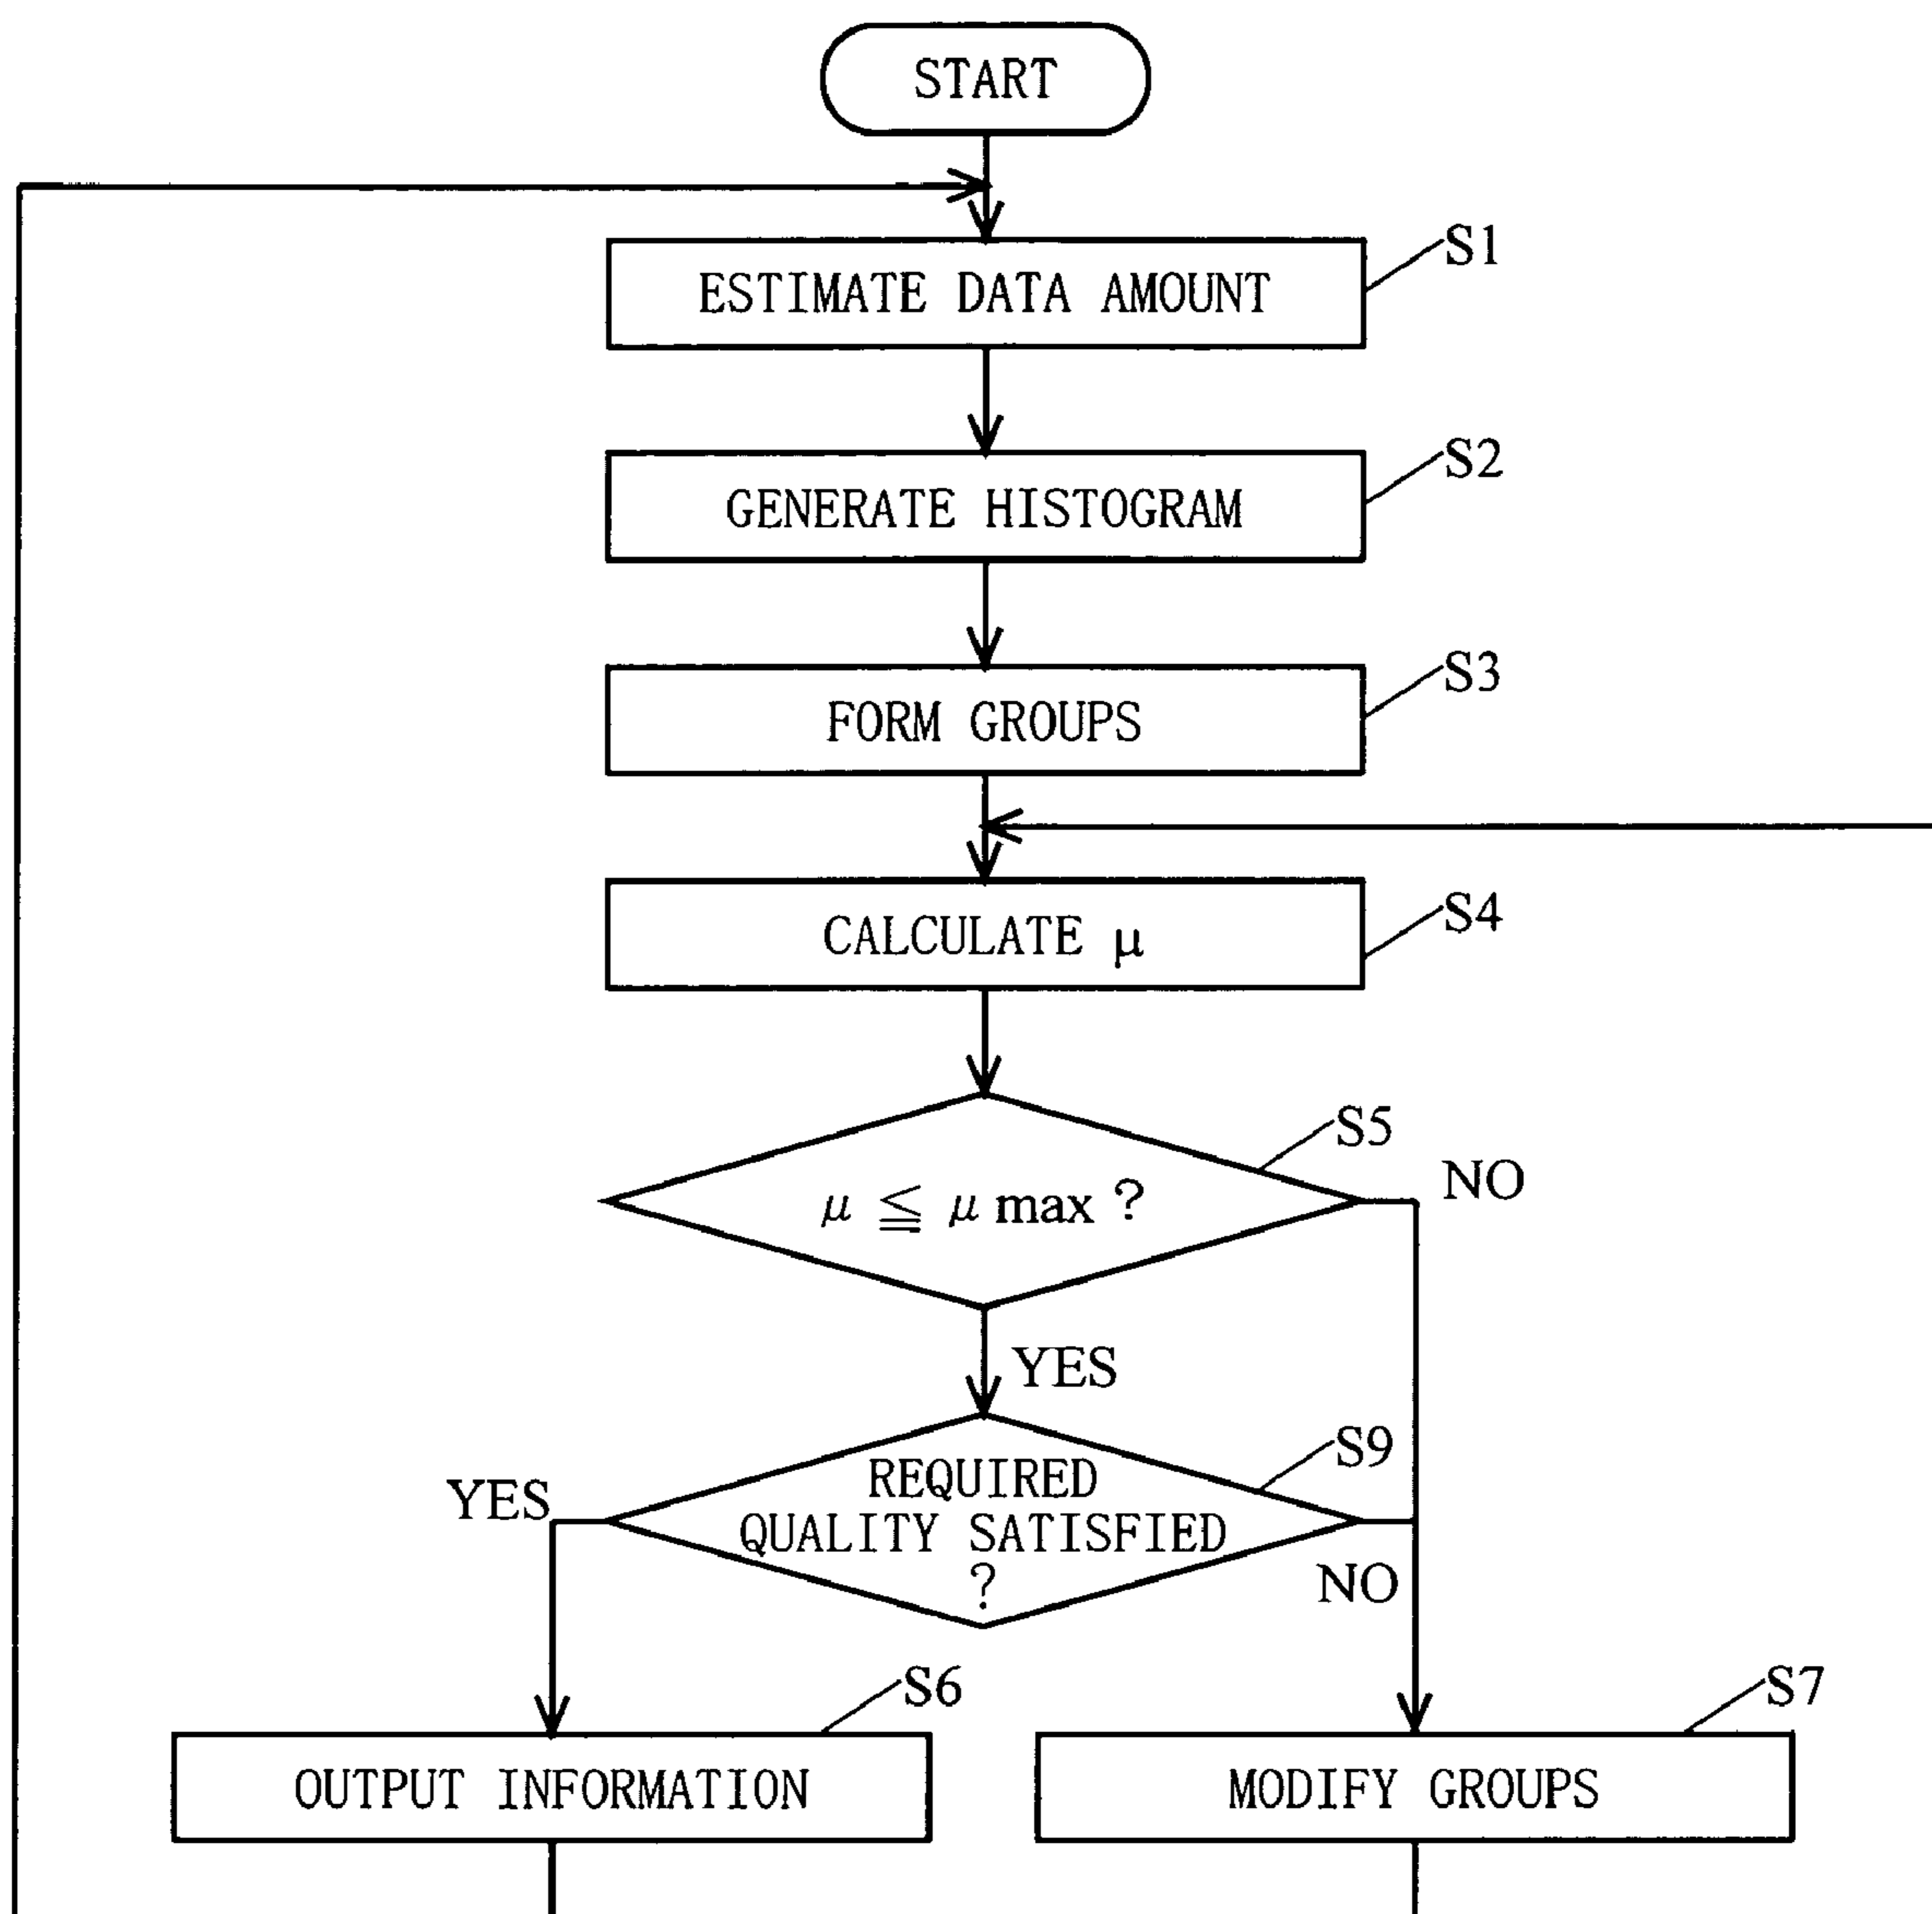 START
S1
ESTIMATE DATA AMOUNT
S2
GENERATE HISTOGRAM
S3
FORM GROUPS
S4
CALCULATE μ
S5
μ ≦ μ max ?
NO
YES
S9
REQUIRED
QUALITY SATISFIED
?
YES
NO
S6
OUTPUT INFORMATION
S7
MODIFY GROUPS